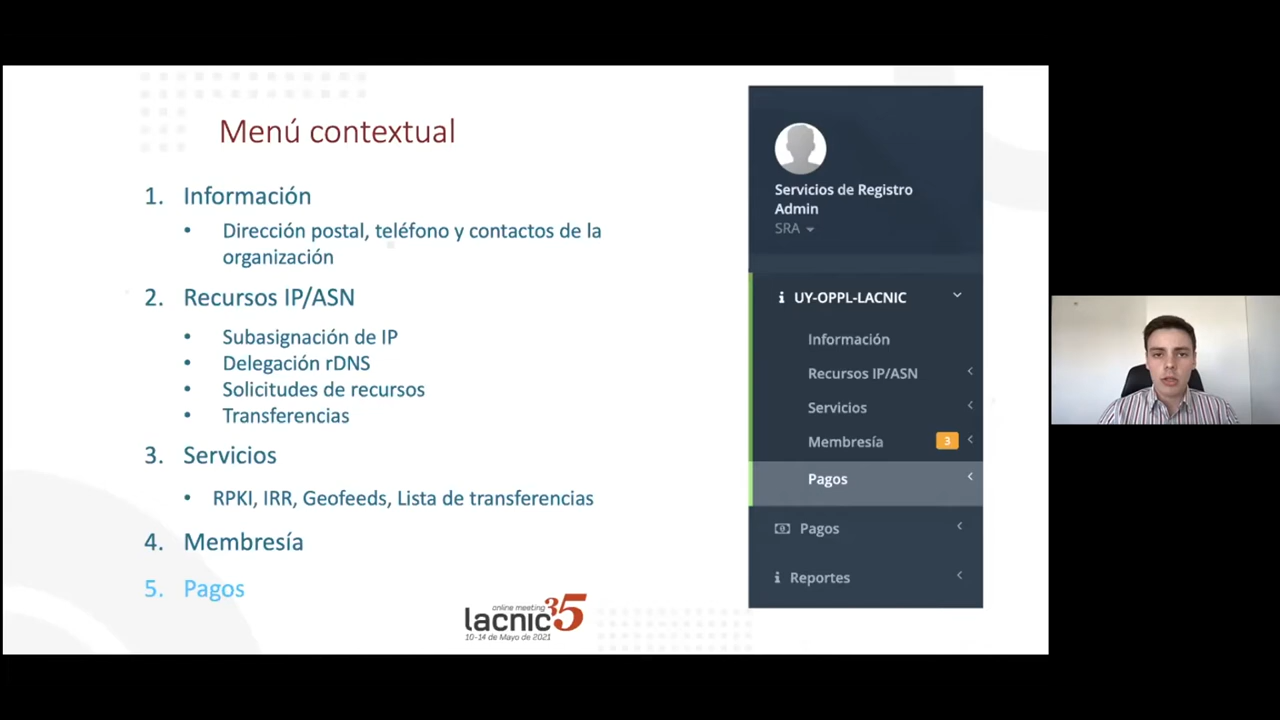 Menú contextual
1. Información
• Dirección postal, teléfono y contactos de la
organización
2. Recursos IP/ASN
• Subasignación de IP
• Delegación rDNS
• Solicitudes de recursos
• Transferencias
3. Servicios
• RPKI, IRR, Geofeeds, Lista de transferencias
4. Membresía
5. Pagos
online meeting
lacnic35
10-14 de Mayo de 2021
Servicios de Registro
Admin
SRA
UY-OPPL-LACNIC
Información
Recursos IP/ASN
Servicios
Membresía 3
Pagos
Pagos
Reportes